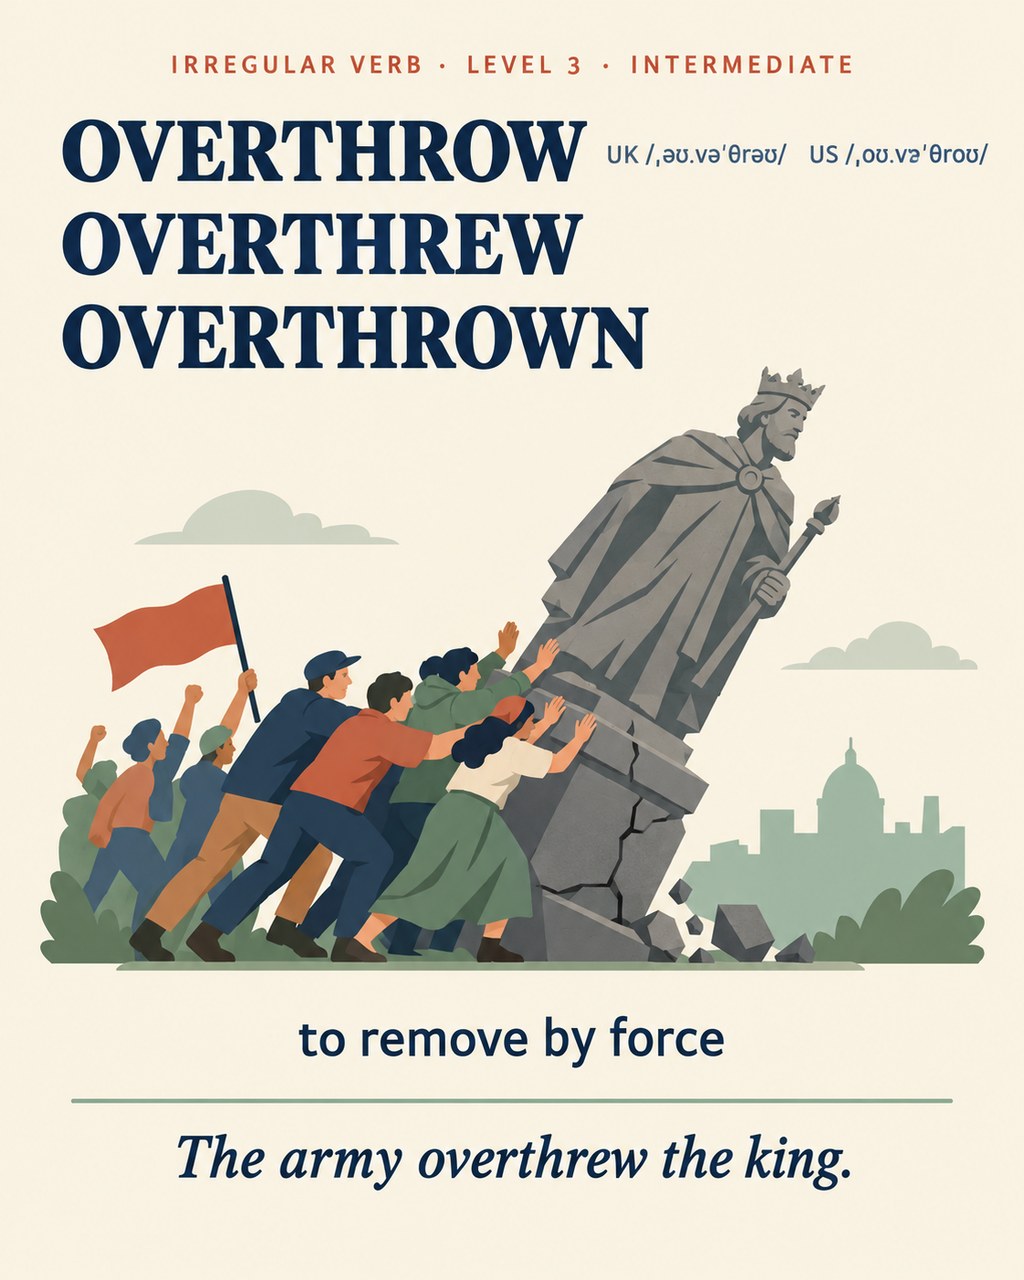 IRREGULAR VERB · LEVEL 3 · INTERMEDIATE
OVERTHROW UK /ˌəʊ.vəˈθrəʊ/ US /ˌoʊ.vɚˈθroʊ/
OVERTHREW
OVERTHROWN
to remove by force
The army overthrew the king.